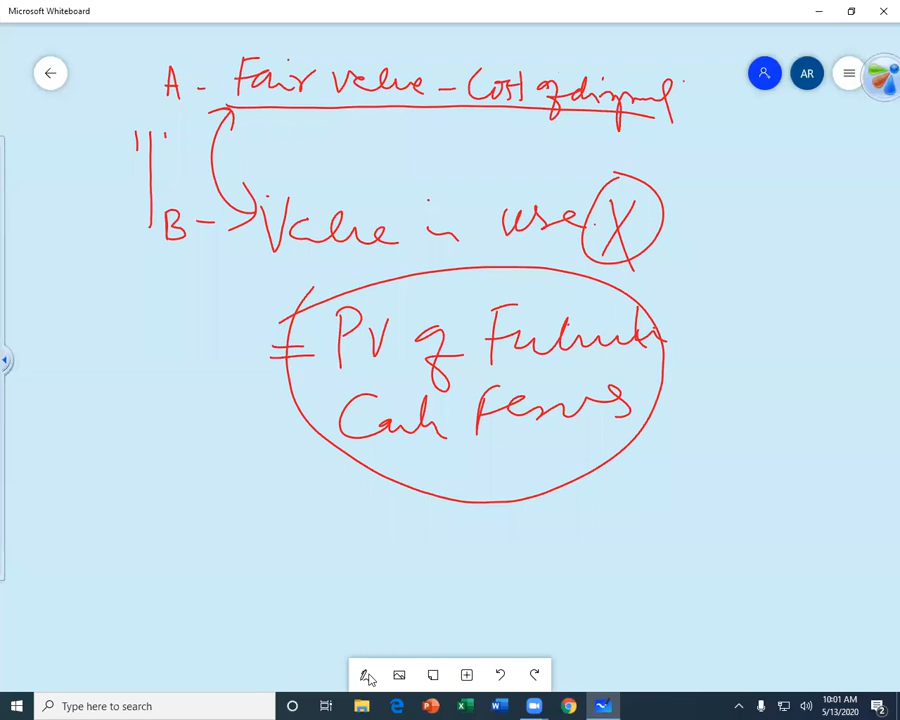 Microsoft Whiteboard
A - Fair Value - Cost of disposal
AR
B - Value in use X
= PV of Future
Cash Flows
Type here to search
10:01 AM
5/13/2020
2